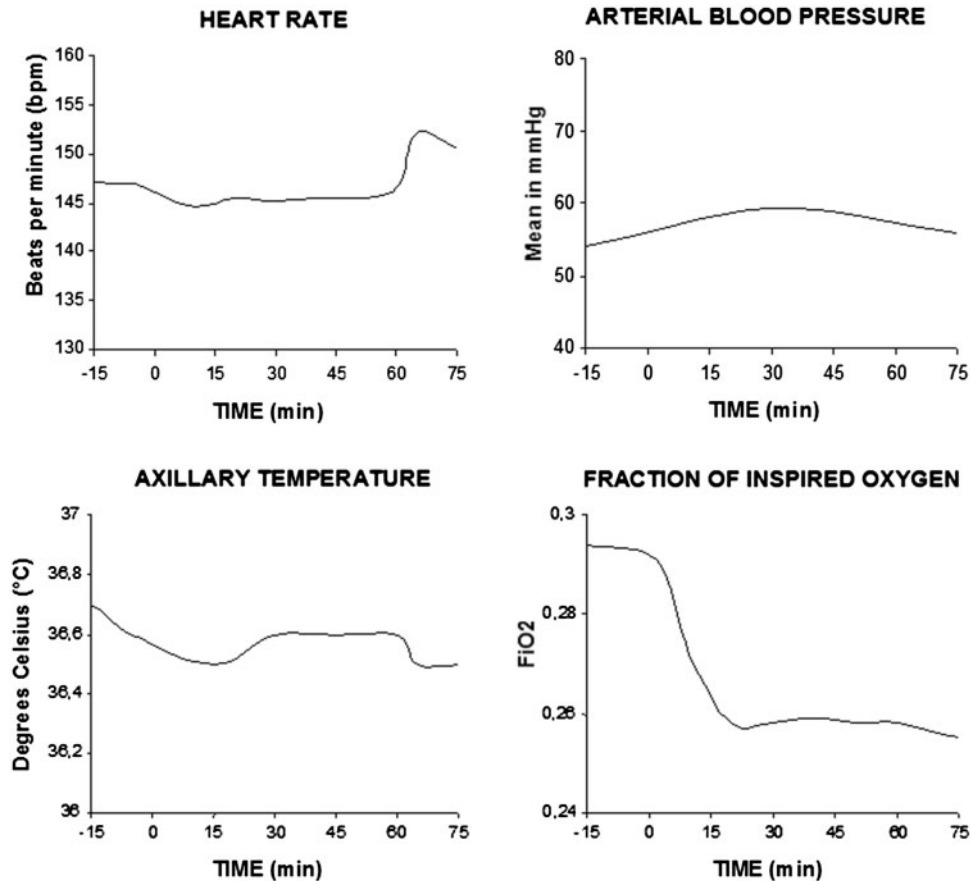 HEART RATE
Beats per minute (bpm)
160
155
150
145
140
135
130
-15 0 15 30 45 60 75
TIME (min)
ARTERIAL BLOOD PRESSURE
Mean in mmHg
80
70
60
50
40
-15 0 15 30 45 60 75
TIME (min)
AXILLARY TEMPERATURE
Degrees Celsius (°C)
37
36,8
36,6
36,4
36,2
36
-15 0 15 30 45 60 75
TIME (min)
FRACTION OF INSPIRED OXYGEN
FiO2
0,3
0,28
0,26
0,24
-15 0 15 30 45 60 75
TIME (min)